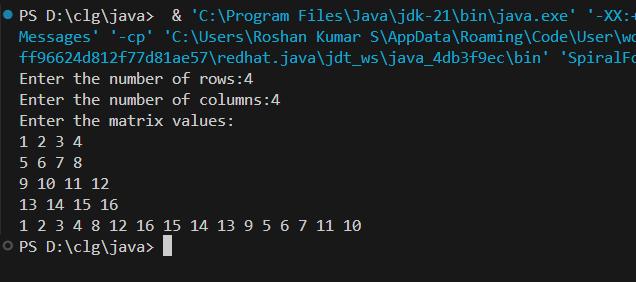 PS D:\clg\java>  & 'C:\Program Files\Java\jdk-21\bin\java.exe' '-XX:
Messages' '-cp' 'C:\Users\Roshan Kumar S\AppData\Roaming\Code\User\wo
ff96624d812f77d81ae57\redhat.java\jdt_ws\java_4db3f9ec\bin' 'SpiralFo
Enter the number of rows:4
Enter the number of columns:4
Enter the matrix values:
1 2 3 4
5 6 7 8
9 10 11 12
13 14 15 16
1 2 3 4 8 12 16 15 14 13 9 5 6 7 11 10
PS D:\clg\java>